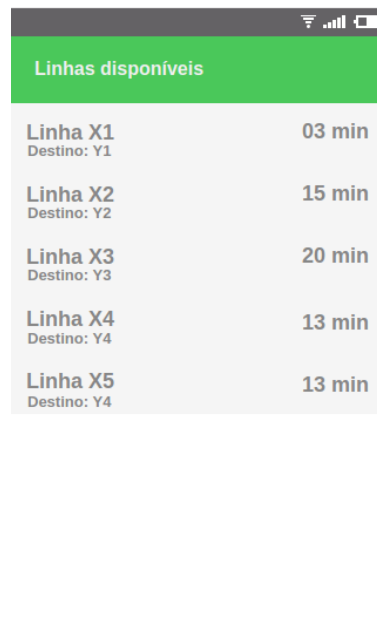 Linhas disponíveis
Linha X1 03 min
Destino: Y1
Linha X2 15 min
Destino: Y2
Linha X3 20 min
Destino: Y3
Linha X4 13 min
Destino: Y4
Linha X5 13 min
Destino: Y4